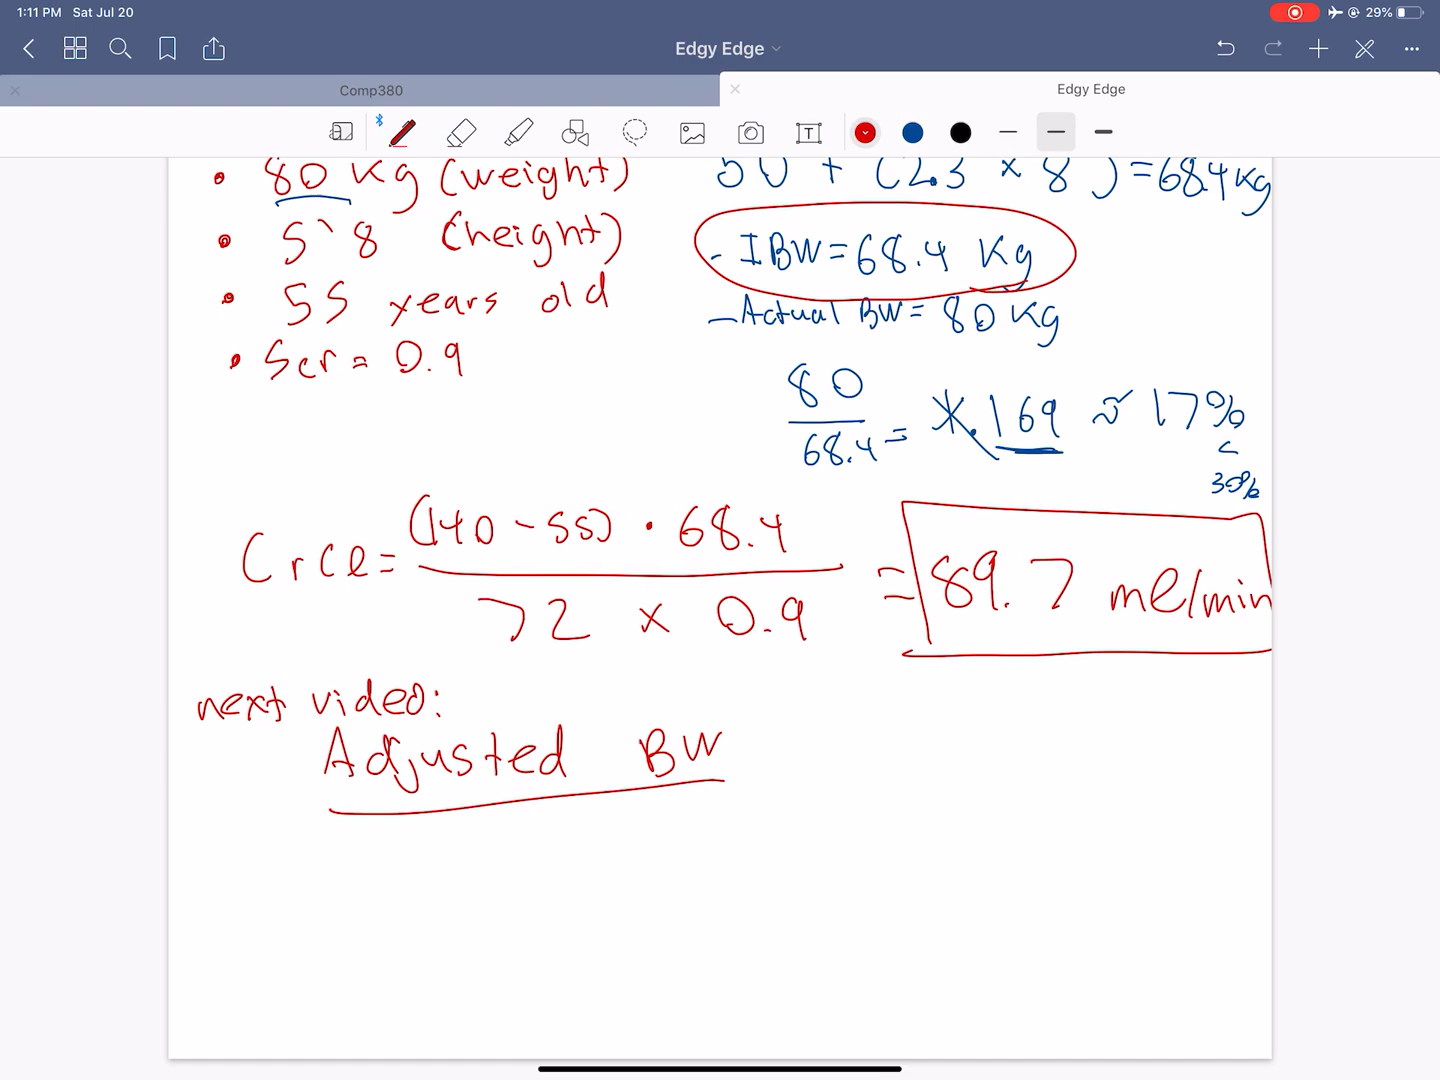 1:11 PM Sat Jul 20
29%
Edgy Edge
Comp380
Edgy Edge
T
• 80 Kg (weight)
• 5'8 (height)
• 55 years old
• Scr = 0.9
50 + (2.3 × 8) = 68.4 kg
- IBW = 68.4 Kg
- Actual BW = 80 Kg
80
68.4 = .169 ≈ 17%
<
30%
CrCl = (140 - 55) · 68.4
72 x 0.9
= 89.7 ml/min
next video:
Adjusted BW